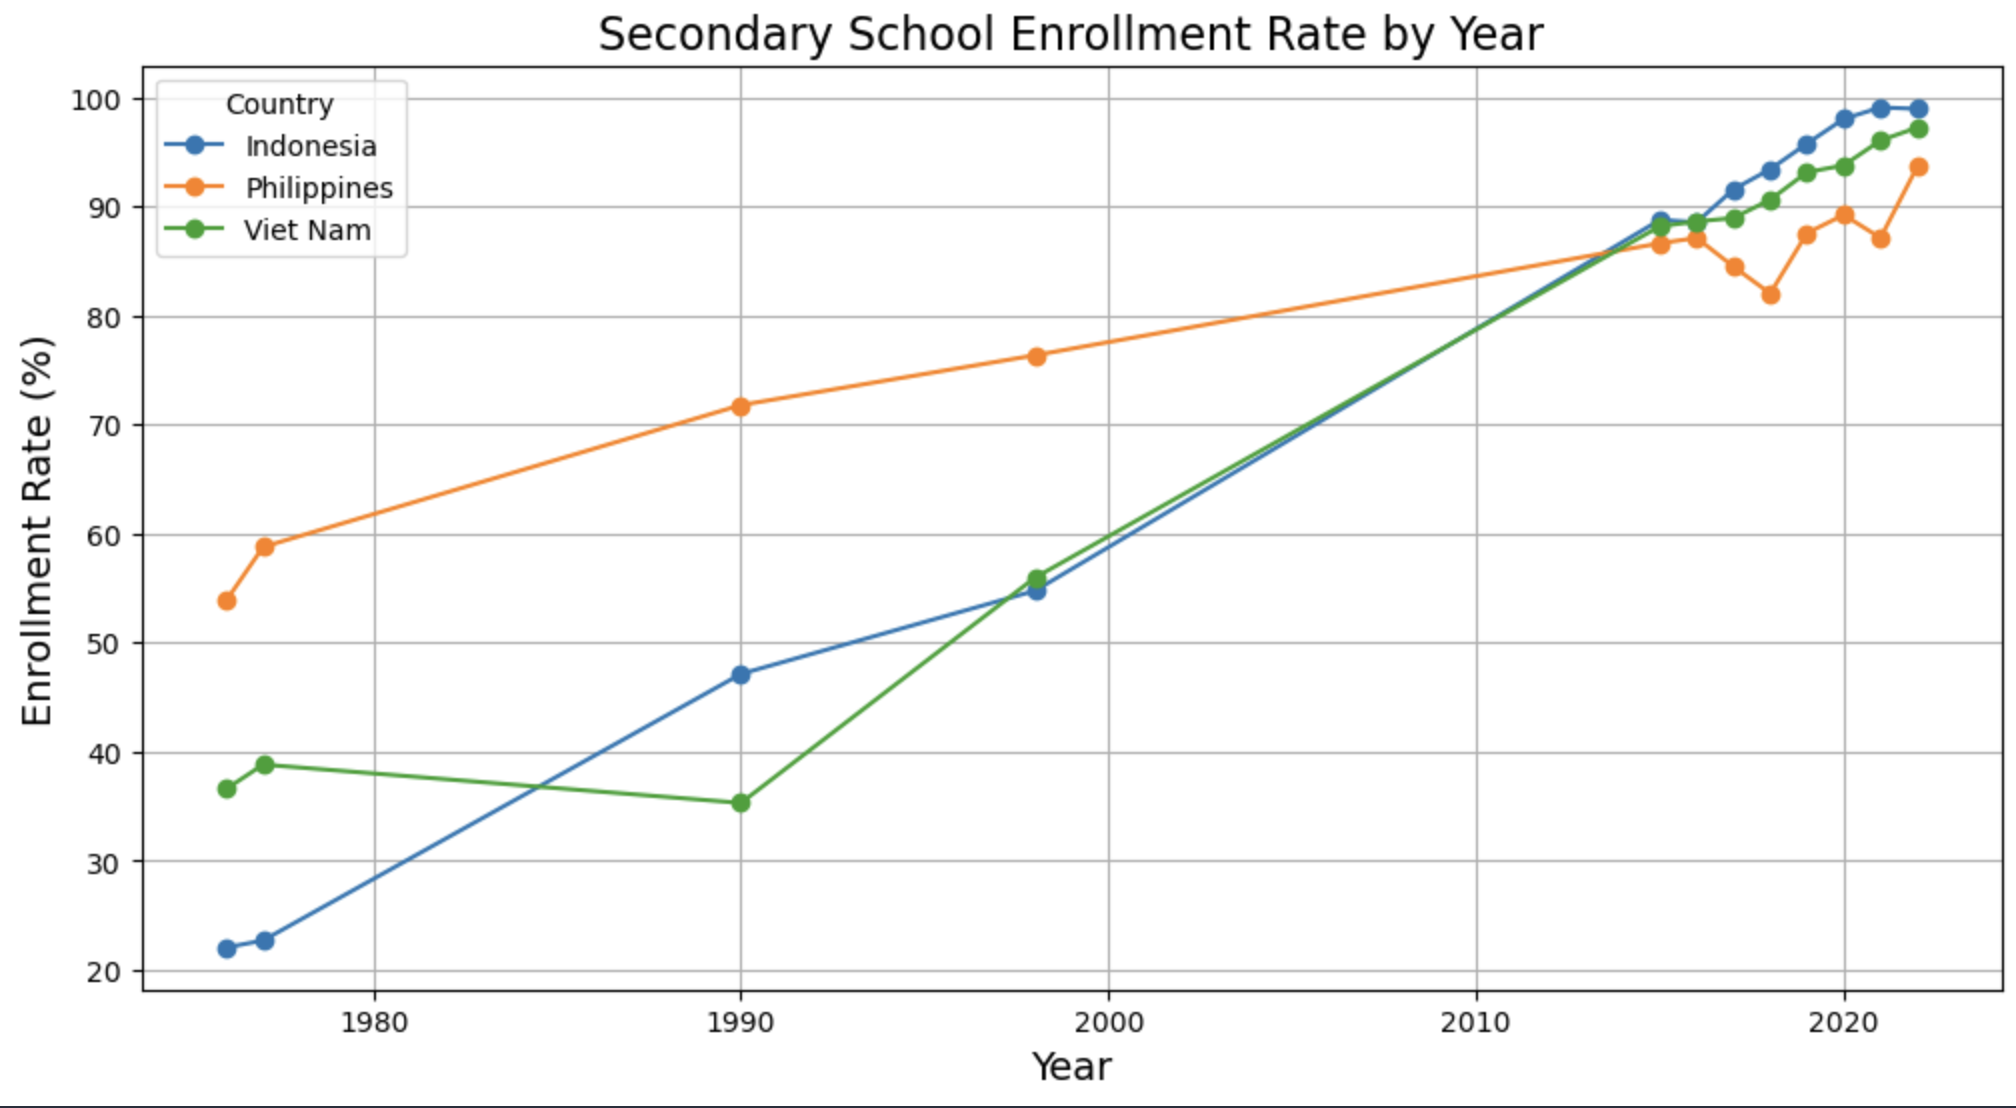 Secondary School Enrollment Rate by Year
Country
Indonesia
Philippines
Viet Nam
Enrollment Rate (%)
100
90
80
70
60
50
40
30
20
1980
1990
2000
2010
2020
Year